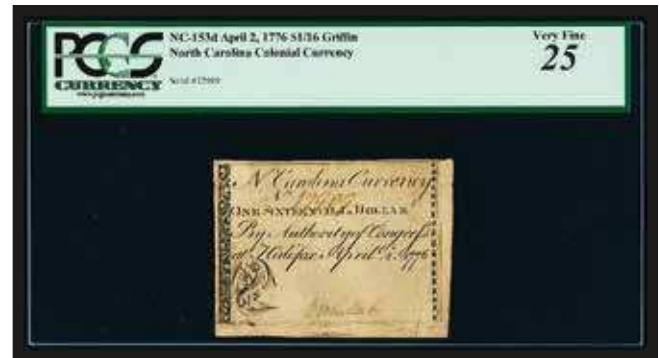 PCGS
CURRENCY
NC-153d April 2, 1776 $1/16 Griffin
North Carolina Colonial Currency
Very Fine
25
N Carolina Currency
ONE SIXTEENTH of a DOLLAR
By Authority of Congress
at Halifax April 2. 1776